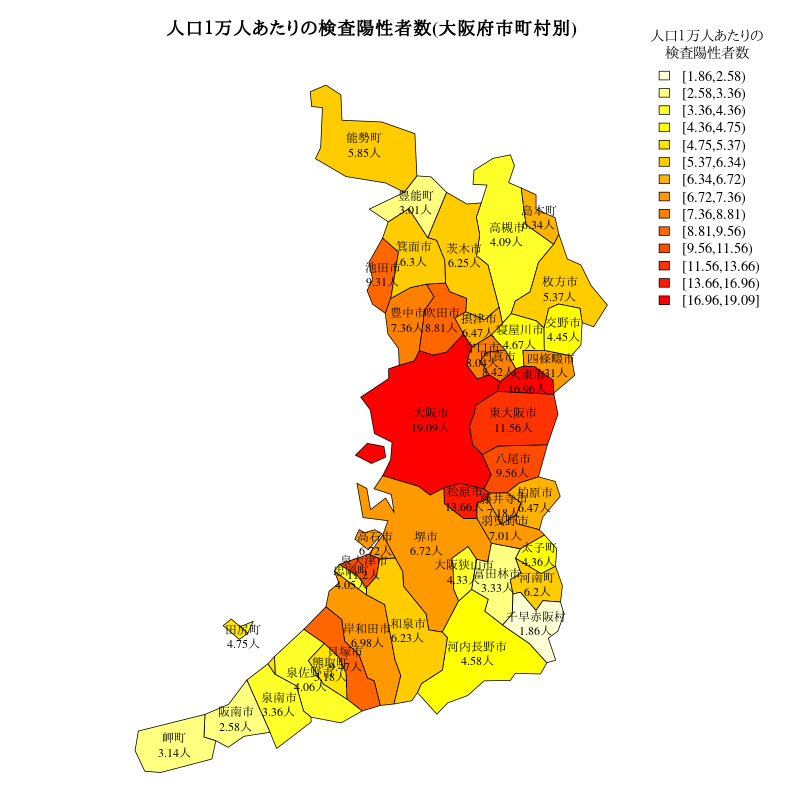 人口1万人あたりの検査陽性者数(大阪府市町村別)
人口1万人あたりの
検査陽性者数
[1.86,2.58)
[2.58,3.36)
[3.36,4.36)
[4.36,4.75)
[4.75,5.37)
[5.37,6.34)
[6.34,6.72)
[6.72,7.36)
[7.36,8.81)
[8.81,9.56)
[9.56,11.56)
[11.56,13.66)
[13.66,16.96)
[16.96,19.09]
能勢町
5.85人
豊能町
3.01人
島本町
6.34人
高槻市
4.09人
箕面市
6.3人
茨木市
6.25人
池田市
9.31人
枚方市
5.37人
豊中市
7.36人
吹田市
8.81人
摂津市
6.47人
寝屋川市
4.67人
交野市
4.45人
守口市
8.04人
門真市
8.42人
四條畷市
大東市
16.96人
大阪市
19.09人
東大阪市
11.56人
八尾市
9.56人
松原市
13.66人
藤井寺市
7.18人
柏原市
6.47人
羽曳野市
7.01人
高石市
6.72人
堺市
6.72人
太子町
4.36人
泉大津市
忠岡町
4.05人
大阪狭山市
4.33人
富田林市
3.33人
河南町
6.2人
千早赤阪村
1.86人
田尻町
4.75人
岸和田市
6.98人
和泉市
6.23人
貝塚市
9.27人
河内長野市
4.58人
熊取町
泉佐野市
4.06人
泉南市
3.36人
阪南市
2.58人
岬町
3.14人